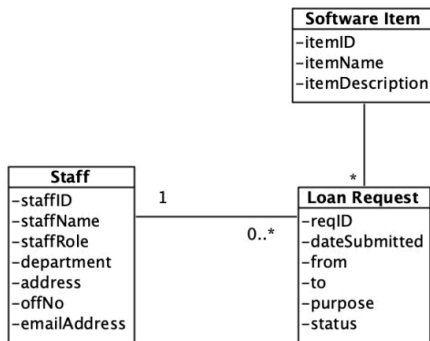 Software Item
-itemID
-itemName
-itemDescription
*
Staff
-staffID
-staffName
-staffRole
-department
-address
-offNo
-emailAddress
1
0..*
Loan Request
-reqID
-dateSubmitted
-from
-to
-purpose
-status